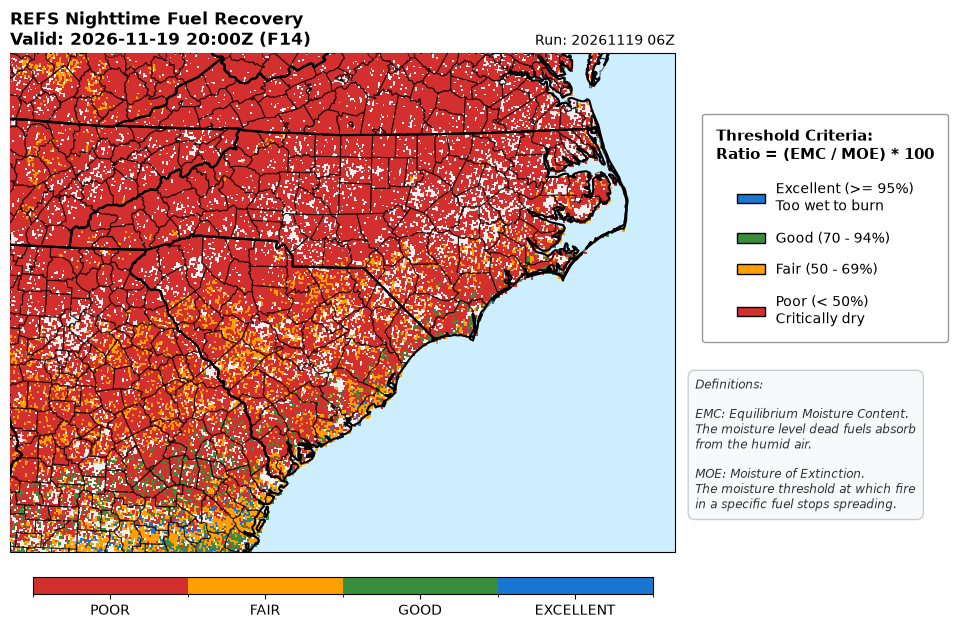 REFS Nighttime Fuel Recovery
Valid: 2026-11-19 20:00Z (F14)
Run: 20261119 06Z
Threshold Criteria:
Ratio = (EMC / MOE) * 100
Excellent (>= 95%)
Too wet to burn
Good (70 - 94%)
Fair (50 - 69%)
Poor (< 50%)
Critically dry
Definitions:
EMC: Equilibrium Moisture Content.
The moisture level dead fuels absorb
from the humid air.
MOE: Moisture of Extinction.
The moisture threshold at which fire
in a specific fuel stops spreading.
POOR
FAIR
GOOD
EXCELLENT